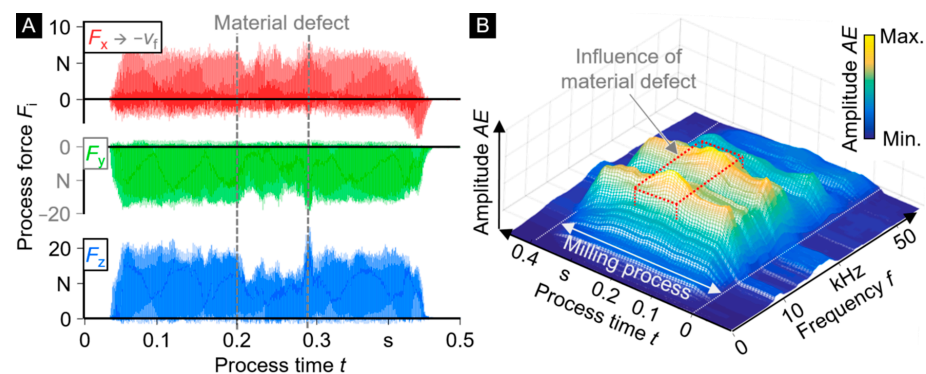 A
Material defect
10
Fx → −vf
N
0
Process force Fi
0
Fy
N
−20
20
Fz
N
0
0
0.1
0.2
0.3
s
0.5
Process time t
B
Influence of
material defect
Amplitude AE
Max.
Min.
Amplitude AE
Milling process
0.4
s
0.2
0.1
0
Process time t
0
10
kHz
50
Frequency f